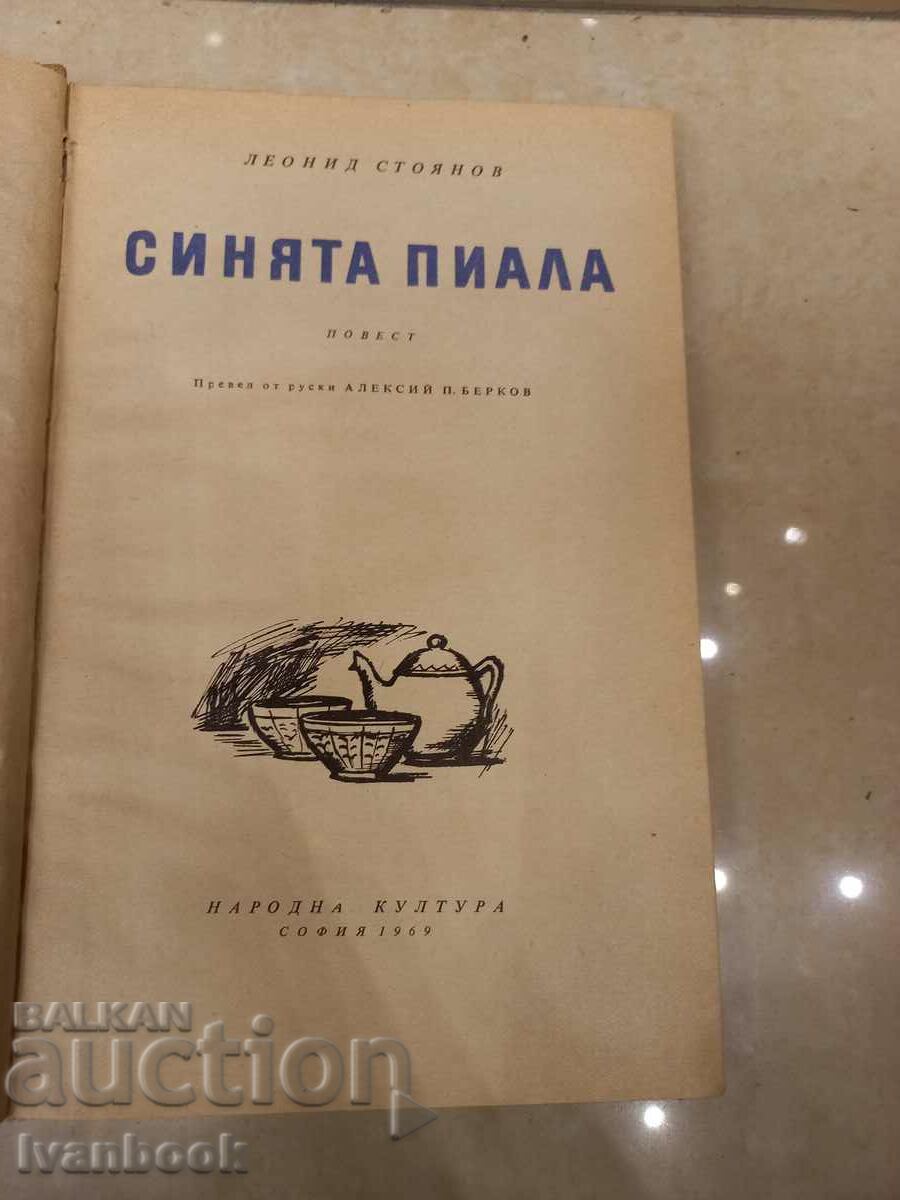 ЛЕОНИД СТОЯНОВ
СИНЯТА ПИАЛА
ПОВЕСТ
Превел от руски АЛЕКСИЙ П. БЕРКОВ
НАРОДНА КУЛТУРА
СОФИЯ 1969
BALKAN
auction
Ivanbook